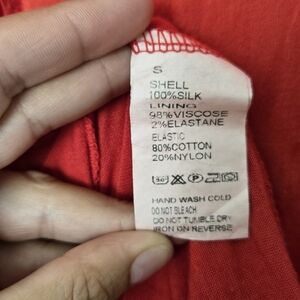 S
SHELL
100%SILK
LINING
98%VISCOSE
2%ELASTANE
ELASTIC
80%COTTON
20%NYLON
HAND WASH COLD
DO NOT BLEACH
DO NOT TUMBLE DRY
IRON ON REVERSE